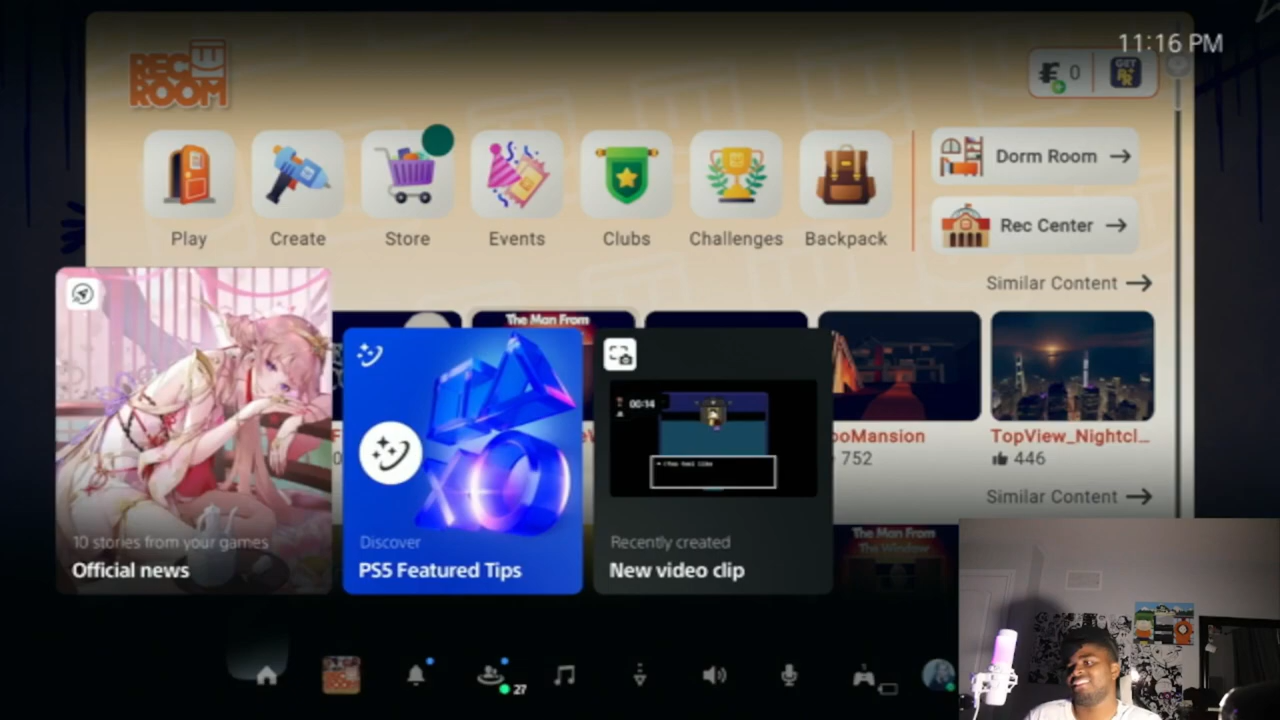 11:16 PM
REC ROOM
0
GET RR
Play
Create
Store
Events
Clubs
Challenges
Backpack
Dorm Room
Rec Center
Similar Content
The Man From
ooMansion
752
TopView_Nightcl...
446
Similar Content
The Man From
The Window
00:14
10 stories from your games
Official news
Discover
PS5 Featured Tips
Recently created
New video clip
27